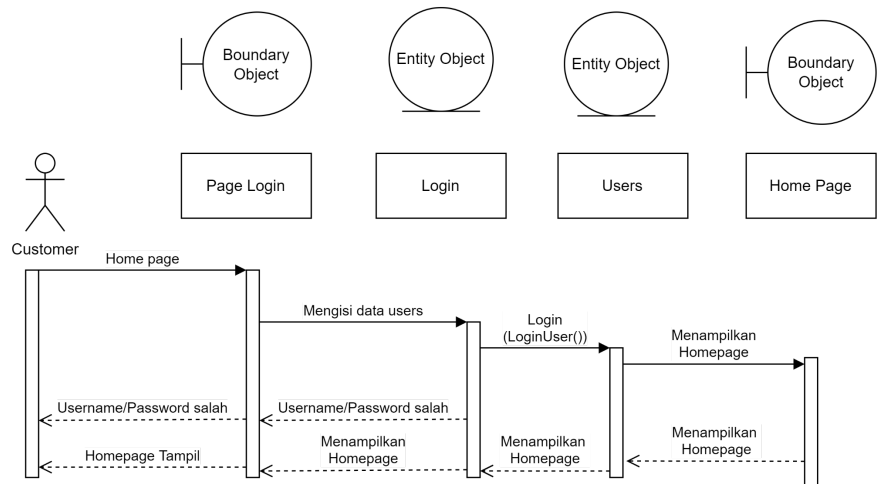 Boundary
Object
Entity Object
Entity Object
Boundary
Object
Page Login
Login
Users
Home Page
Customer
Home page
Mengisi data users
Login
(LoginUser())
Menampilkan
Homepage
Username/Password salah
Username/Password salah
Homepage Tampil
Menampilkan
Homepage
Menampilkan
Homepage
Menampilkan
Homepage